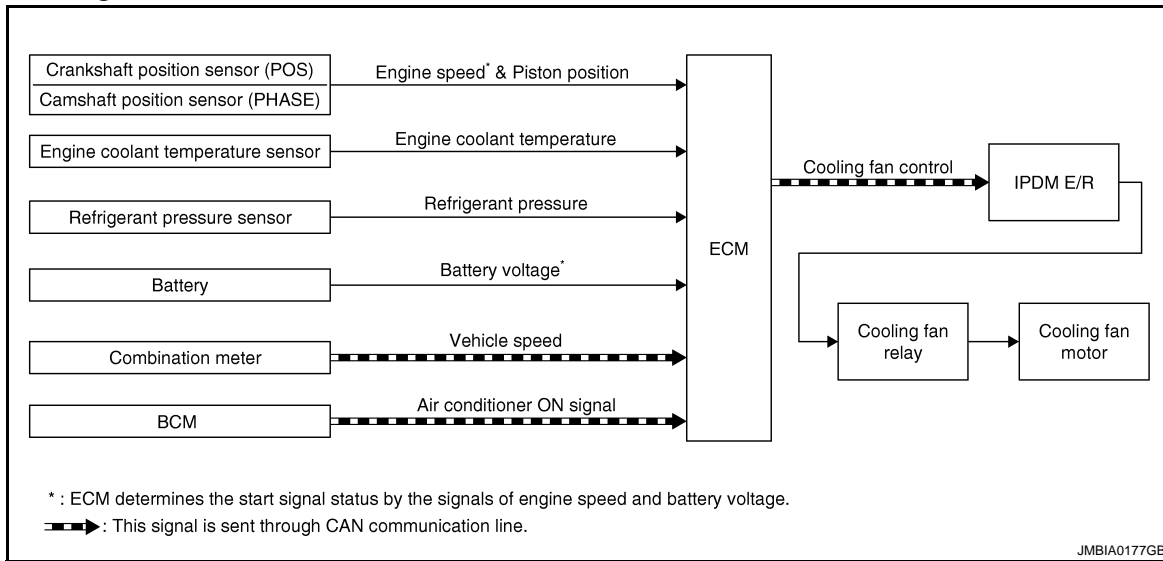 Crankshaft position sensor (POS)
Camshaft position sensor (PHASE)
Engine speed* & Piston position
Engine coolant temperature sensor
Engine coolant temperature
Refrigerant pressure sensor
Refrigerant pressure
Battery
Battery voltage*
Combination meter
Vehicle speed
BCM
Air conditioner ON signal
ECM
Cooling fan control
IPDM E/R
Cooling fan
relay
Cooling fan
motor
* : ECM determines the start signal status by the signals of engine speed and battery voltage.
: This signal is sent through CAN communication line.
JMBIA0177GB